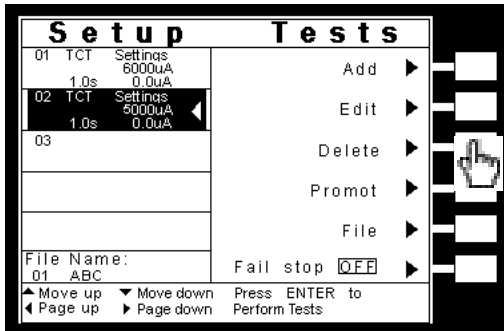 Setup Tests
01 TCT Settings
6000uA
1.0s 0.0uA
02 TCT Settings
5000uA
1.0s 0.0uA
03
Add
Edit
Delete
Promot
File
File Name:
01 ABC
Fail stop OFF
Move up Move down Press ENTER to
Page up Page down Perform Tests